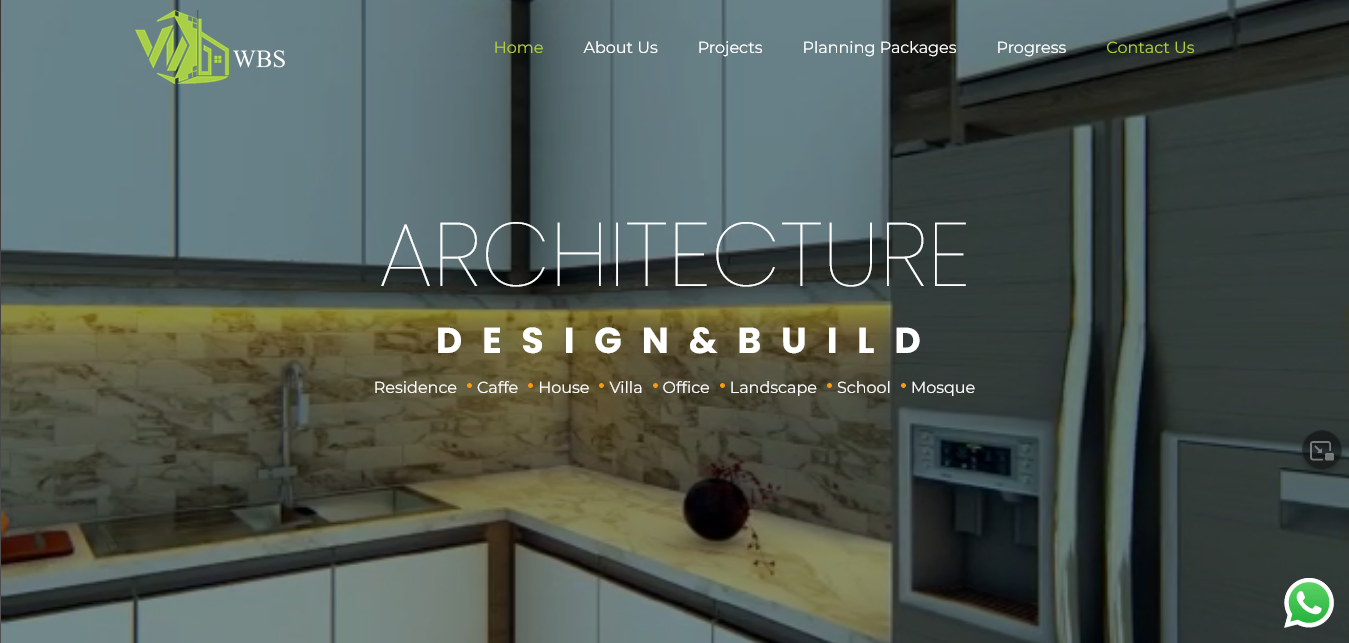 WBS
Home About Us Projects Planning Packages Progress Contact Us
ARCHITECTURE
DESIGN&BUILD
Residence • Caffe • House • Villa • Office • Landscape • School • Mosque